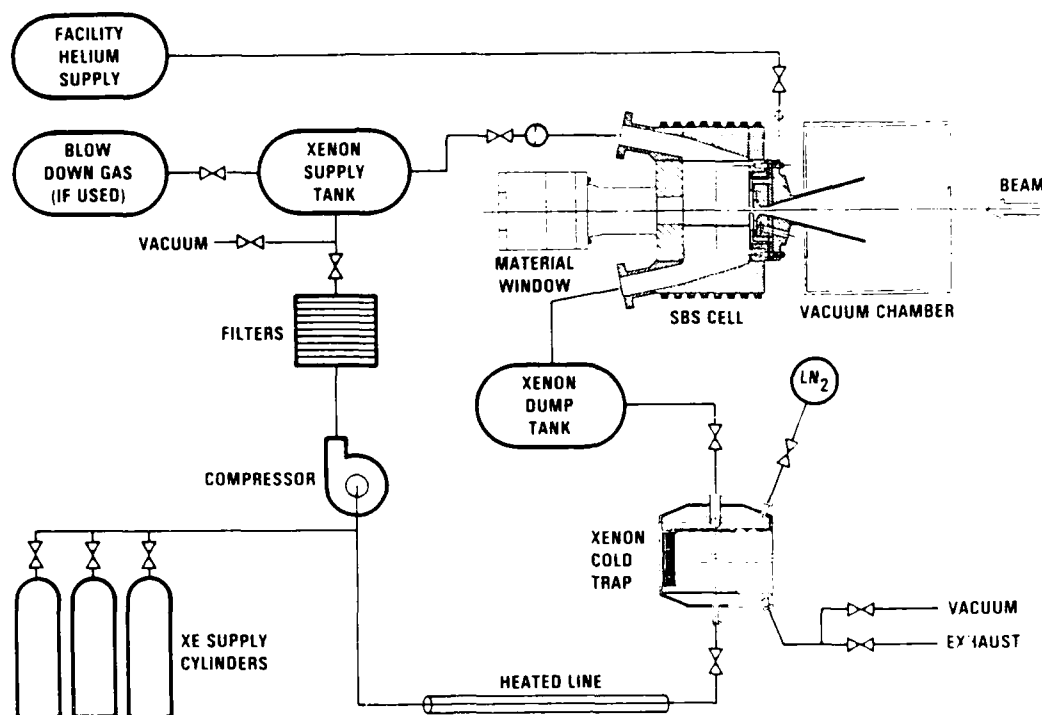 FACILITY
HELIUM
SUPPLY
BLOW
DOWN GAS
(IF USED)
XENON
SUPPLY
TANK
BEAM
VACUUM
MATERIAL
WINDOW
SBS CELL
VACUUM CHAMBER
FILTERS
XENON
DUMP
TANK
LN2
COMPRESSOR
XENON
COLD
TRAP
VACUUM
EXHAUST
XE SUPPLY
CYLINDERS
HEATED LINE